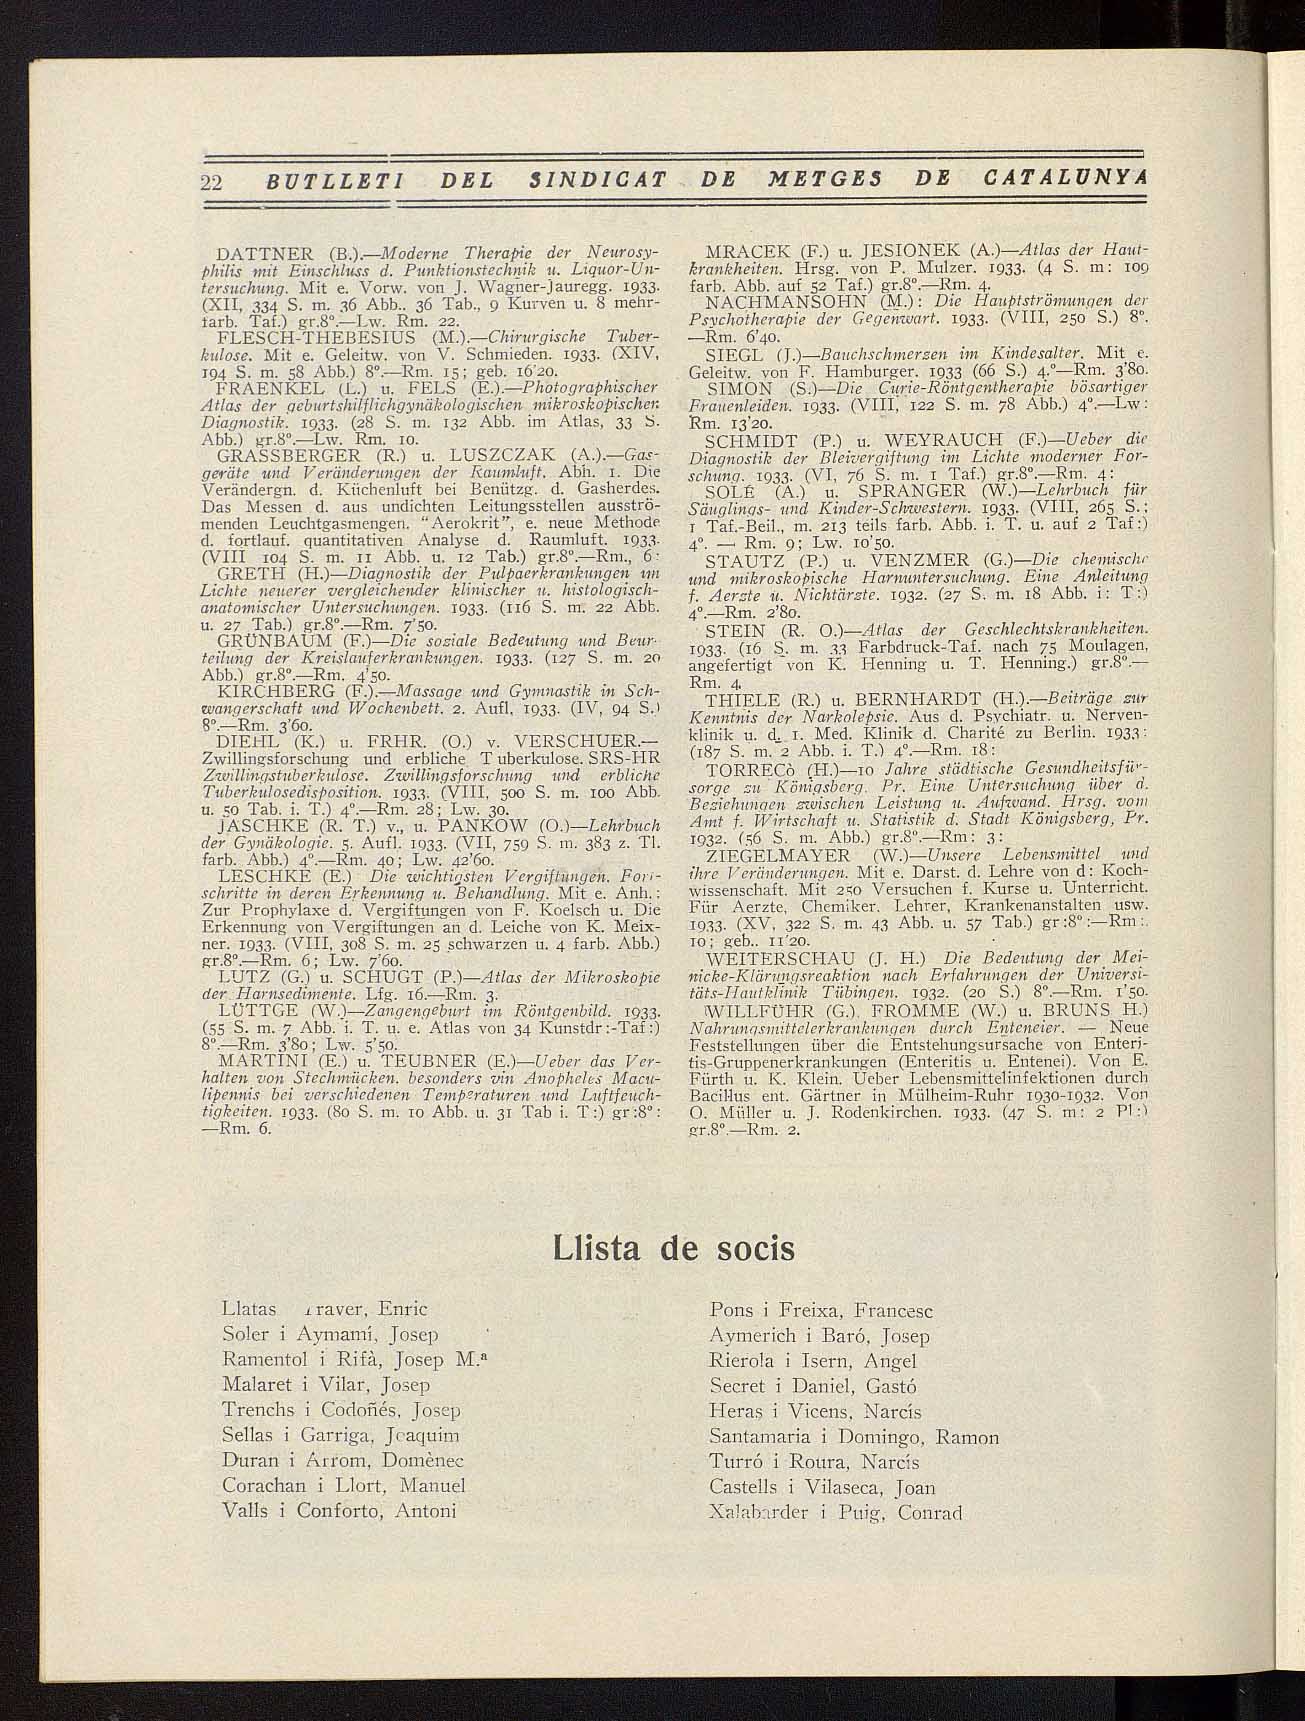 22 BUTLLETI DEL SINDICAT DE METGES DE CATALUNYA
DATTNER (B.).—Moderne Therapie der Neurosy-
philis mit Einschluss d. Punktionstechnik u. Liquor-Un-
tersuchung. Mit e. Vorw. von J. Wagner-Jauregg. 1933.
(XII, 334 S. m. 36 Abb., 36 Tab., 9 Kurven u. 8 mehr-
farb. Taf.) gr.8°.—Lw. Rm. 22.
FLESCH-THEBESIUS (M.).—Chirurgische Tuber-
kulose. Mit e. Geleitw. von V. Schmieden. 1933. (XIV,
194 S. m. 58 Abb.) 8°.—Rm. 15; geb. 16'20.
FRAENKEL (L.) u. FELS (E.).—Photographischer
Atlas der geburtshilflichgynäkologischen mikroskopischen
Diagnostik. 1933. (28 S. m. 132 Abb. im Atlas, 33 S.
Abb.) gr.8°.—Lw. Rm. 10.
GRASSBERGER (R.) u. LUSZCZAK (A.).—Gas-
geräte und Veränderungen der Raumluft. Abh. 1. Die
Verändergn. d. Küchenluft bei Benützg. d. Gasherdes.
Das Messen d. aus undichten Leitungsstellen ausströ-
menden Leuchtgasmengen. "Aerokrit", e. neue Methode
d. fortlauf. quantitativen Analyse d. Raumluft. 1933.
(VIII 104 S. m. 11 Abb. u. 12 Tab.) gr.8°.—Rm., 6·
GRETH (H.)—Diagnostik der Pulpaerkrankungen im
Lichte neuerer vergleichender klinischer u. histologisch-
anatomischer Untersuchungen. 1933. (116 S. m. 22 Abb.
u. 27 Tab.) gr.8°.—Rm. 7'50.
GRÜNBAUM (F.)—Die soziale Bedeutung und Beur-
teilung der Kreislauferkrankungen. 1933. (127 S. m. 20
Abb.) gr.8°.—Rm. 4'50.
KIRCHBERG (F.).—Massage und Gymnastik in Sch-
wangerschaft und Wochenbett. 2. Aufl. 1933. (IV, 94 S.)
8°.—Rm. 3'60.
DIEHL (K.) u. FRHR. (O.) v. VERSCHUER.—
Zwillingsforschung und erbliche Tuberkulose. SRS-HR
Zwillingstuberkulose. Zwillingsforschung und erbliche
Tuberkulosedisposition. 1933. (VIII, 500 S. m. 100 Abb.
u. 50 Tab. i. T.) 4°.—Rm. 28; Lw. 30.
JASCHKE (R. T.) v., u. PANKOW (O.)—Lehrbuch
der Gynäkologie. 5. Aufl. 1933. (VII, 759 S. m. 383 z. Tl.
farb. Abb.) 4°.—Rm. 40; Lw. 42'60.
LESCHKE (E.) Die wichtigsten Vergiftungen. Fort-
schritte in deren Erkennung u. Behandlung. Mit e. Anh.:
Zur Prophylaxe d. Vergiftungen von F. Koelsch u. Die
Erkennung von Vergiftungen an d. Leiche von K. Meix-
ner. 1933. (VIII, 308 S. m. 25 schwarzen u. 4 farb. Abb.)
gr.8°.—Rm. 6; Lw. 7'60.
LUTZ (G.) u. SCHUGT (P.)—Atlas der Mikroskopie
der Harnsedimente. Lfg. 16.—Rm. 3.
LÜTTGE (W.)—Zangengeburt im Röntgenbild. 1933.
(55 S. m. 7 Abb. i. T. u. e. Atlas von 34 Kunstdr:-Taf:)
8°.—Rm. 3'80; Lw. 5'50.
MARTINI (E.) u. TEUBNER (E.)—Ueber das Ver-
halten von Stechmücken. besonders vin Anopheles Macu-
lipennis bei verschiedenen Temperaturen und Luftfeuch-
tigkeiten. 1933. (80 S. m. 10 Abb. u. 31 Tab i. T:) gr:8°:
—Rm. 6.
MRACEK (F.) u. JESIONEK (A.)—Atlas der Haut-
krankheiten. Hrsg. von P. Mulzer. 1933. (4 S. m: 109
farb. Abb. auf 52 Taf.) gr.8°.—Rm. 4.
NACHMANSOHN (M.): Die Hauptströmungen der
Psychotherapie der Gegenwart. 1933. (VIII, 250 S.) 8°.
—Rm. 6'40.
SIEGL (J.)—Bauchschmerzen im Kindesalter. Mit e.
Geleitw. von F. Hamburger. 1933 (66 S.) 4.°—Rm. 3'80.
SIMON (S.)—Die Curie-Röntgentherapie bösartiger
Frauenleiden. 1933. (VIII, 122 S. m. 78 Abb.) 4°.—Lw:
Rm. 13'20.
SCHMIDT (P.) u. WEYRAUCH (F.)—Ueber die
Diagnostik der Bleivergiftung im Lichte moderner For-
schung. 1933. (VI, 76 S. m. 1 Taf.) gr.8°.—Rm. 4:
SOLÉ (A.) u. SPRANGER (W.)—Lehrbuch für
Säuglings- und Kinder-Schwestern. 1933. (VIII, 265 S.;
1 Taf.-Beil., m. 213 teils farb. Abb. i. T. u. auf 2 Taf:)
4°. — Rm. 9; Lw. 10'50.
STAUTZ (P.) u. VENZMER (G.)—Die chemische
und mikroskopische Harnuntersuchung. Eine Anleitung
f. Aerzte u. Nichtärzte. 1932. (27 S. m. 18 Abb. i: T:)
4°.—Rm. 2'80.
STEIN (R. O.)—Atlas der Geschlechtskrankheiten.
1933. (16 S. m. 33 Farbdruck-Taf. nach 75 Moulagen,
angefertigt von K. Henning u. T. Henning.) gr.8°.—
Rm. 4.
THIELE (R.) u. BERNHARDT (H.).—Beiträge zur
Kenntnis der Narkolepsie. Aus d. Psychiatr. u. Nerven-
klinik u. d. 1. Med. Klinik d. Charité zu Berlin. 1933:
(187 S. m. 2 Abb. i. T.) 4°.—Rm. 18:
TORRECò (H.)—10 Jahre städtische Gesundheitsfür-
sorge zu Königsberg. Pr. Eine Untersuchung über d.
Beziehungen zwischen Leistung u. Aufwand. Hrsg. vom
Amt f. Wirtschaft u. Statistik d. Stadt Königsberg, Pr.
1932. (56 S. m. Abb.) gr.8°.—Rm: 3:
ZIEGELMAYER (W.)—Unsere Lebensmittel und
ihre Veränderungen. Mit e. Darst. d. Lehre von d: Koch-
wissenschaft. Mit 250 Versuchen f. Kurse u. Unterricht.
Für Aerzte, Chemiker. Lehrer, Krankenanstalten usw.
1933. (XV, 322 S. m. 43 Abb. u. 57 Tab.) gr:8°:—Rm:.
10; geb.. 11'20.
WEITERSCHAU (J. H.) Die Bedeutung der Mei-
nicke-Klärungsreaktion nach Erfahrungen der Universi-
täts-Hautklinik Tübingen. 1932. (20 S.) 8°.—Rm. 1'50.
WILLFÜHR (G.). FROMME (W.) u. BRUNS H.)
Nahrungsmittelerkrankungen durch Enteneier. — Neue
Feststellungen über die Entstehungsursache von Enteri-
tis-Gruppenerkrankungen (Enteritis u. Entenei). Von E.
Fürth u. K. Klein. Ueber Lebensmittelinfektionen durch
Bacillus ent. Gärtner in Mülheim-Ruhr 1930-1932. Von
O. Müller u. J. Rodenkirchen. 1933. (47 S. m: 2 Pl:)
gr.8°.—Rm. 2.
Llista de socis
Llatas raver, Enric
Soler i Aymamí, Josep
Ramentol i Rifà, Josep M.ª
Malaret i Vilar, Josep
Trenchs i Codoñés, Josep
Sellas i Garriga, Joaquim
Duran i Arrom, Domènec
Corachan i Llort, Manuel
Valls i Conforto, Antoni
Pons i Freixa, Francesc
Aymerich i Baró, Josep
Rierola i Isern, Angel
Secret i Daniel, Gastó
Heras i Vicens, Narcís
Santamaria i Domingo, Ramon
Turró i Roura, Narcís
Castells i Vilaseca, Joan
Xalabarder i Puig, Conrad